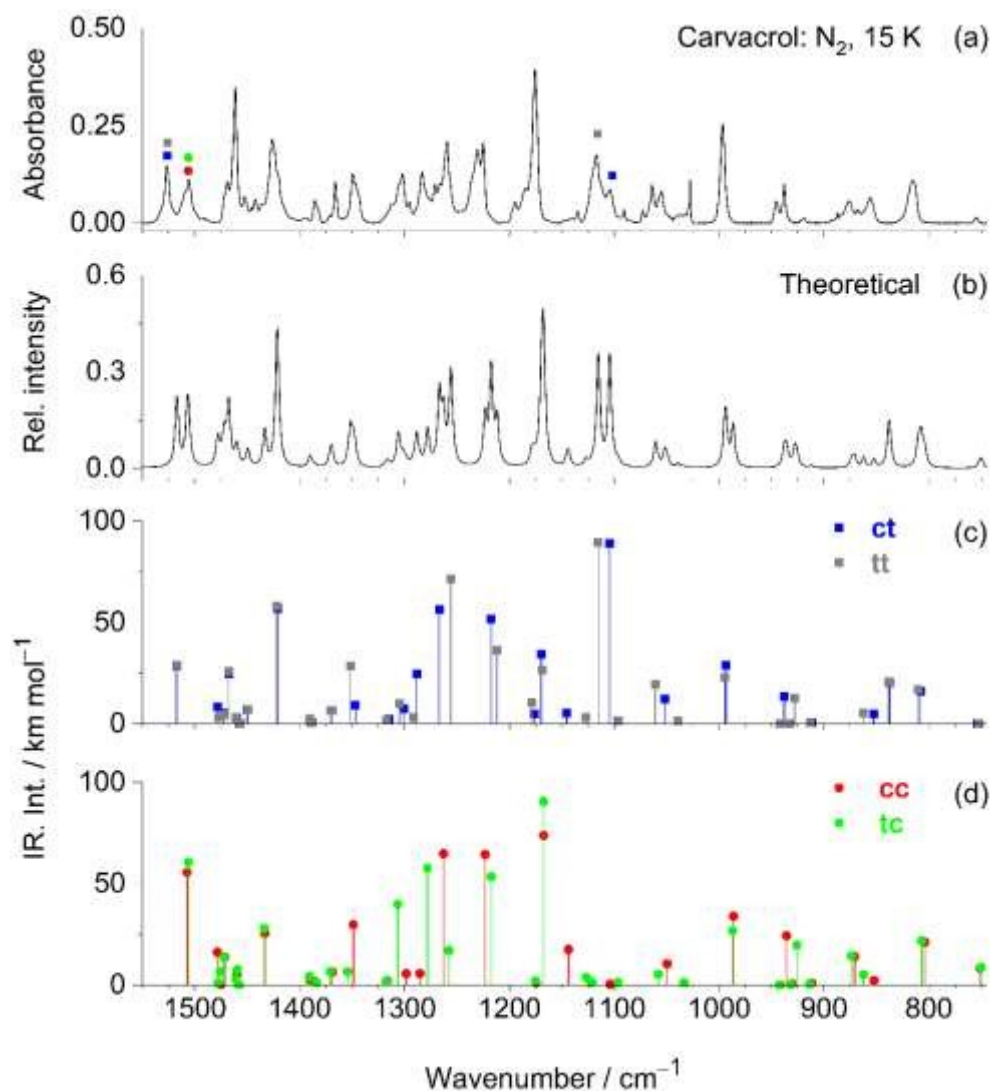 0.50
Carvacrol: N₂, 15 K (a)
Absorbance
0.25
0.00
0.6
Theoretical (b)
Rel. intensity
0.3
0.0
100
ct (c)
tt
50
0
IR. Int. / km mol⁻¹
100
cc (d)
tc
50
0
1500 1400 1300 1200 1100 1000 900 800
Wavenumber / cm⁻¹